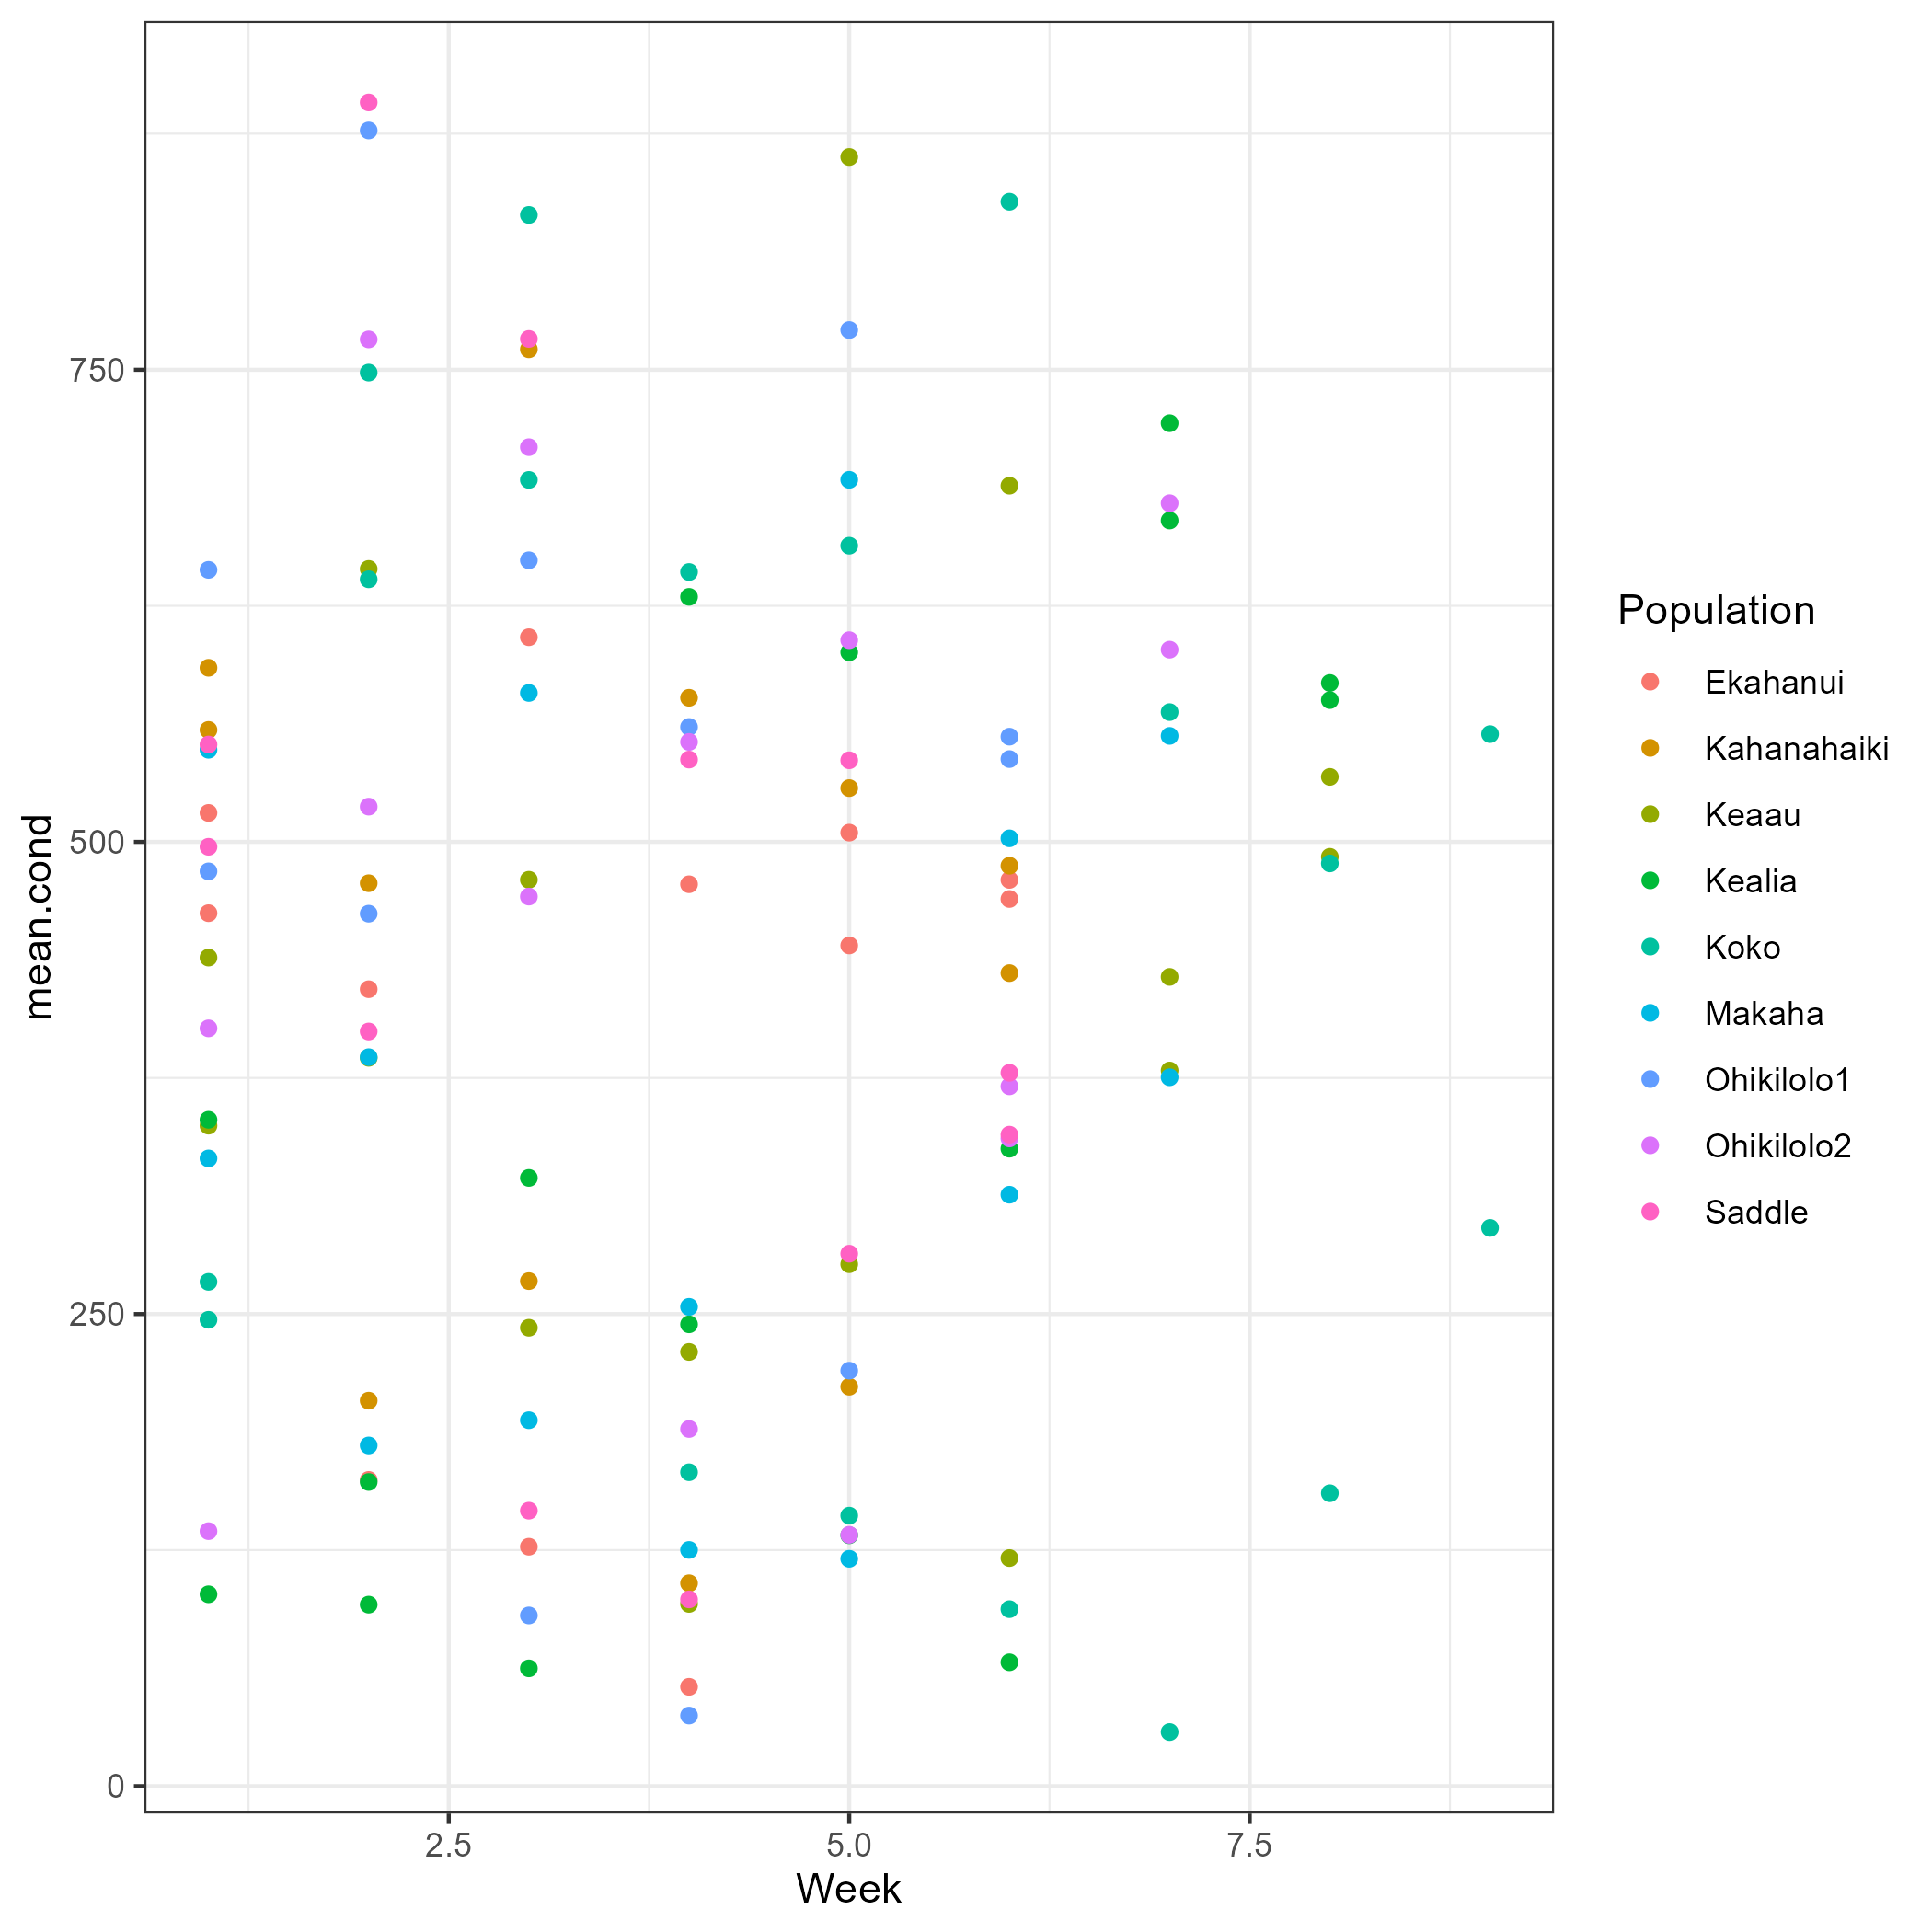 mean.cond
750
500
250
0
2.5
5.0
7.5
Week
Population
Ekahanui
Kahanahaiki
Keaau
Kealia
Koko
Makaha
Ohikilolo1
Ohikilolo2
Saddle